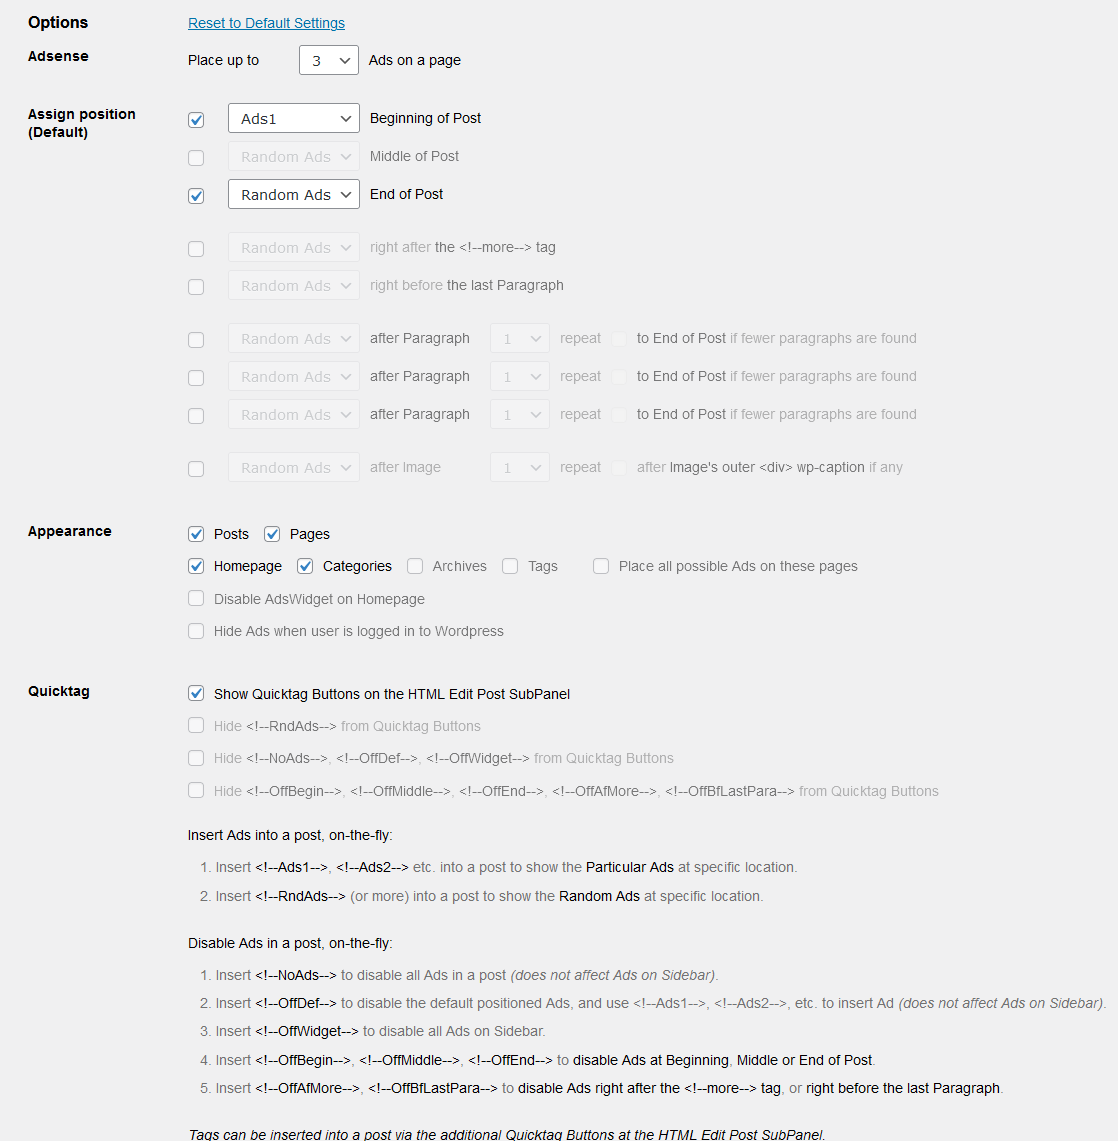 Options Reset to Default Settings
Adsense Place up to 3 Ads on a page
Assign position Ads1 Beginning of Post
(Default)
Random Ads Middle of Post
Random Ads End of Post
Random Ads right after the <!--more--> tag
Random Ads right before the last Paragraph
Random Ads after Paragraph 1 repeat to End of Post if fewer paragraphs are found
Random Ads after Paragraph 1 repeat to End of Post if fewer paragraphs are found
Random Ads after Paragraph 1 repeat to End of Post if fewer paragraphs are found
Random Ads after Image 1 repeat after Image's outer <div> wp-caption if any
Appearance Posts Pages
Homepage Categories Archives Tags Place all possible Ads on these pages
Disable AdsWidget on Homepage
Hide Ads when user is logged in to Wordpress
Quicktag Show Quicktag Buttons on the HTML Edit Post SubPanel
Hide <!--RndAds--> from Quicktag Buttons
Hide <!--NoAds-->, <!--OffDef-->, <!--OffWidget--> from Quicktag Buttons
Hide <!--OffBegin-->, <!--OffMiddle-->, <!--OffEnd-->, <!--OffAfMore-->, <!--OffBfLastPara--> from Quicktag Buttons
Insert Ads into a post, on-the-fly:
1. Insert <!--Ads1-->, <!--Ads2--> etc. into a post to show the Particular Ads at specific location.
2. Insert <!--RndAds--> (or more) into a post to show the Random Ads at specific location.
Disable Ads in a post, on-the-fly:
1. Insert <!--NoAds--> to disable all Ads in a post (does not affect Ads on Sidebar).
2. Insert <!--OffDef--> to disable the default positioned Ads, and use <!--Ads1-->, <!--Ads2-->, etc. to insert Ad (does not affect Ads on Sidebar).
3. Insert <!--OffWidget--> to disable all Ads on Sidebar.
4. Insert <!--OffBegin-->, <!--OffMiddle-->, <!--OffEnd--> to disable Ads at Beginning, Middle or End of Post.
5. Insert <!--OffAfMore-->, <!--OffBfLastPara--> to disable Ads right after the <!--more--> tag, or right before the last Paragraph.
Tags can be inserted into a post via the additional Quicktag Buttons at the HTML Edit Post SubPanel.